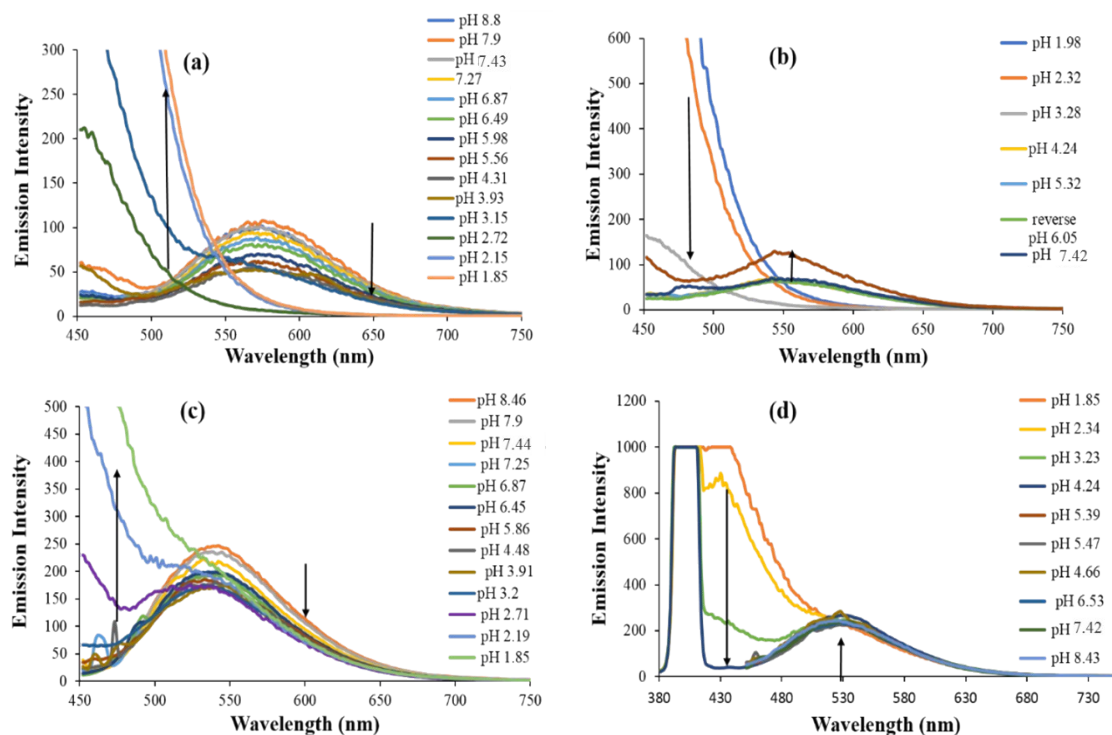 (a)
Emission Intensity
300
250
200
150
100
50
0
450 500 550 600 650 700 750
Wavelength (nm)
pH 8.8
pH 7.9
pH 7.43
7.27
pH 6.87
pH 6.49
pH 5.98
pH 5.56
pH 4.31
pH 3.93
pH 3.15
pH 2.72
pH 2.15
pH 1.85
(b)
Emission Intensity
600
500
400
300
200
100
0
450 500 550 600 650 700 750
Wavelength (nm)
pH 1.98
pH 2.32
pH 3.28
pH 4.24
pH 5.32
reverse
pH 6.05
pH 7.42
(c)
Emission Intensity
500
450
400
350
300
250
200
150
100
50
0
450 500 550 600 650 700 750
Wavelength (nm)
pH 8.46
pH 7.9
pH 7.44
pH 7.25
pH 6.87
pH 6.45
pH 5.86
pH 4.48
pH 3.91
pH 3.2
pH 2.71
pH 2.19
pH 1.85
(d)
Emission Intensity
1200
1000
800
600
400
200
0
380 430 480 530 580 630 680 730
Wavelength (nm)
pH 1.85
pH 2.34
pH 3.23
pH 4.24
pH 5.39
pH 5.47
pH 4.66
pH 6.53
pH 7.42
pH 8.43